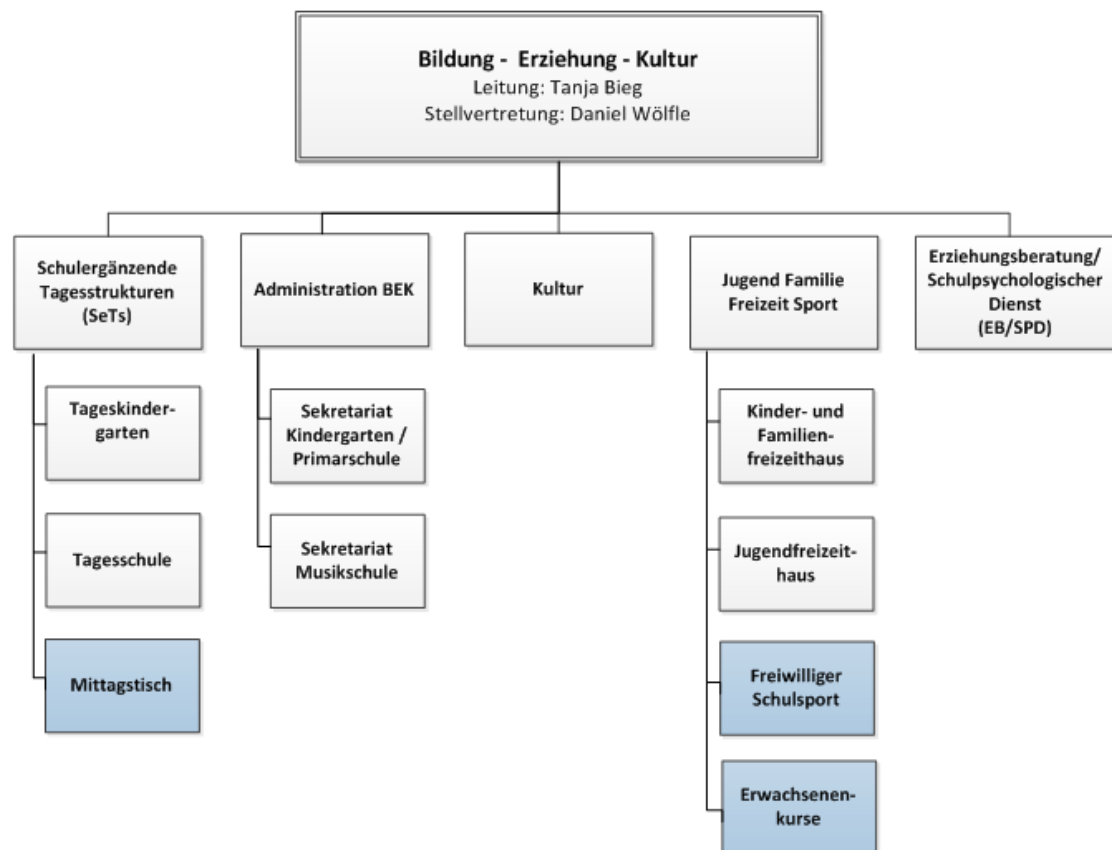 Bildung - Erziehung - Kultur
Leitung: Tanja Bieg
Stellvertretung: Daniel Wölfle
Schulergänzende
Tagesstrukturen
(SeTs)
Administration BEK
Kultur
Jugend Familie
Freizeit Sport
Erziehungsberatung/
Schulpsychologischer
Dienst
(EB/SPD)
Tageskinder-
garten
Tagesschule
Mittagstisch
Sekretariat
Kindergarten /
Primarschule
Sekretariat
Musikschule
Kinder- und
Familien-
freizeithaus
Jugendfreizeit-
haus
Freiwilliger
Schulsport
Erwachsenen-
kurse